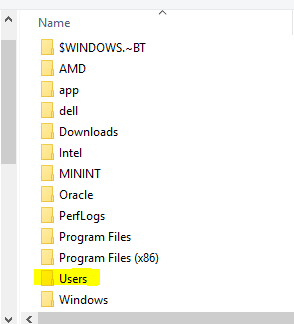 Name
$WINDOWS.~BT
AMD
app
dell
Downloads
Intel
MININT
Oracle
PerfLogs
Program Files
Program Files (x86)
Users
Windows